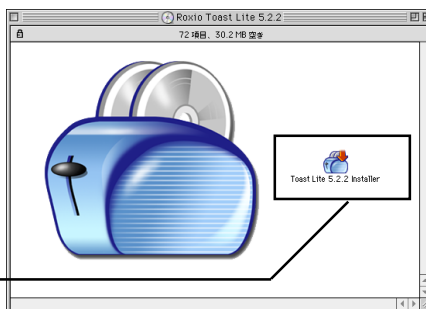 Roxio Toast Lite 5.2.2
72 項目、30.2 MB 空き
Toast Lite 5.2.2 Installer